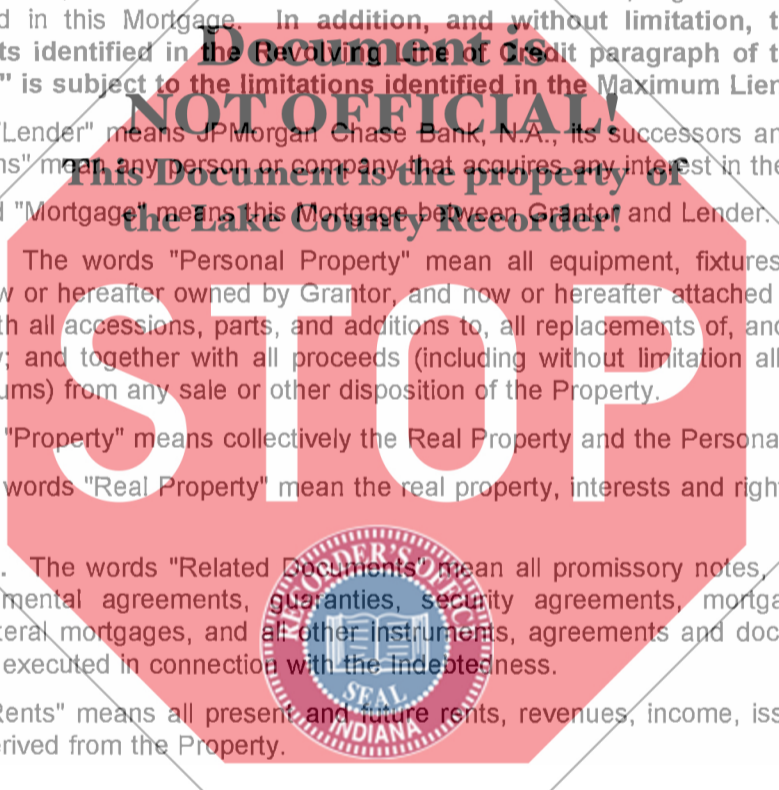 d in this Mortgage. In addition, and without limitation, t
Document is
ts identified in the Revolving Line of Credit paragraph of t
" is subject to the limitations identified in the Maximum Lien
NOT OFFICIAL!
"Lender" means JPMorgan Chase Bank, N.A., its successors an
ns" mean any person or company that acquires any interest in the
This Document is the property of
d "Mortgage" means this Mortgage between Grantor and Lender.
the Lake County Recorder!
The words "Personal Property" mean all equipment, fixtures
w or hereafter owned by Grantor, and now or hereafter attached
th all accessions, parts, and additions to, all replacements of, and
y; and together with all proceeds (including without limitation all
ums) from any sale or other disposition of the Property.
STOP
"Property" means collectively the Real Property and the Persona
words "Real Property" mean the real property, interests and righ
. The words "Related Documents" mean all promissory notes,
mental agreements, guaranties, security agreements, mortga
teral mortgages, and all other instruments, agreements and doc
executed in connection with the Indebtedness.
RECORDER'S OFFICE
SEAL
INDIANA
Rents" means all present and future rents, revenues, income, iss
erived from the Property.